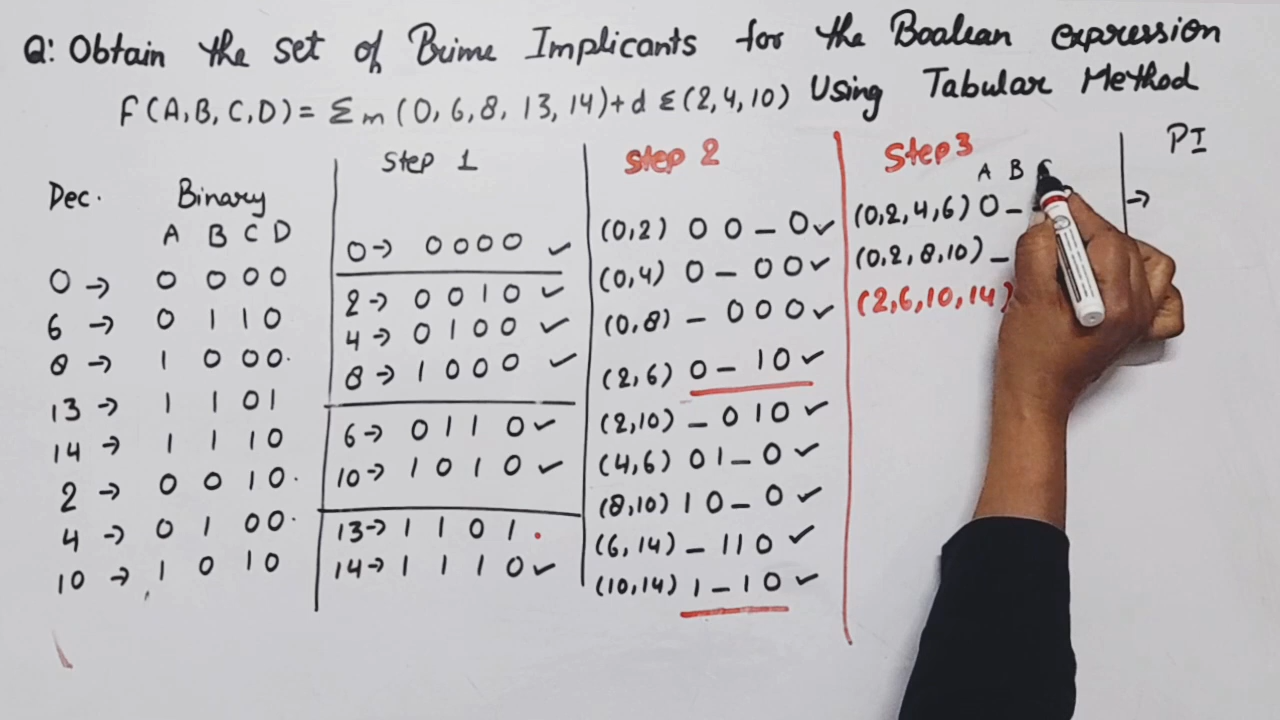 Q: Obtain the set of Prime Implicants for the Boolean expression
F(A,B,C,D) = Σm(0,6,8,13,14)+d Σ(2,4,10) Using Tabular Method
Dec. Binary
A B C D
0 → 0 0 0 0
6 → 0 1 1 0
8 → 1 0 0 0
13 → 1 1 0 1
14 → 1 1 1 0
2 → 0 0 1 0
4 → 0 1 0 0
10 → 1 0 1 0
Step 1
0 → 0 0 0 0 ✓
2 → 0 0 1 0 ✓
4 → 0 1 0 0 ✓
8 → 1 0 0 0 ✓
6 → 0 1 1 0 ✓
10 → 1 0 1 0 ✓
13 → 1 1 0 1 .
14 → 1 1 1 0 ✓
Step 2
(0,2) 0 0 _ 0 ✓
(0,4) 0 _ 0 0 ✓
(0,8) _ 0 0 0 ✓
(2,6) 0 _ 1 0 ✓
(2,10) _ 0 1 0 ✓
(4,6) 0 1 _ 0 ✓
(8,10) 1 0 _ 0 ✓
(6,14) _ 1 1 0 ✓
(10,14) 1 _ 1 0 ✓
Step 3
A B
(0,2,4,6) 0 _
(0,2,8,10) _
(2,6,10,14)
PI
→